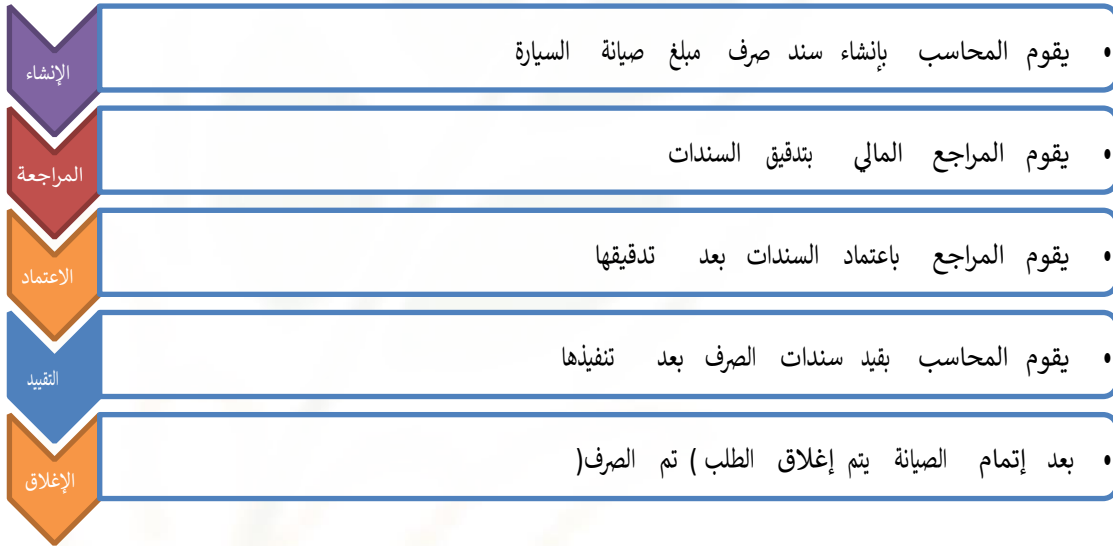 الإنشاء
• يقوم المحاسب بإنشاء سند صرف مبلغ صيانة السيارة
المراجعة
• يقوم المراجع المالي بتدقيق السندات
الاعتماد
• يقوم المراجع باعتماد السندات بعد تدقيقها
التقييد
• يقوم المحاسب بقيد سندات الصرف بعد تنفيذها
الإغلاق
• بعد إتمام الصيانة يتم إغلاق الطلب ) تم الصرف(